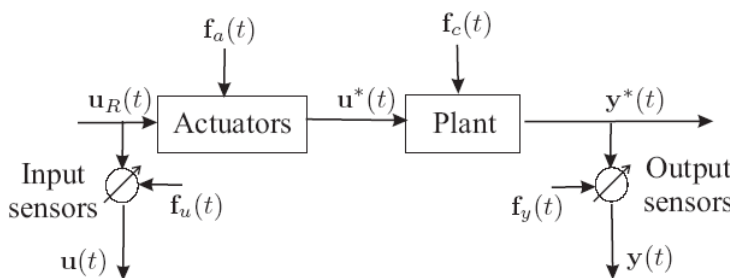 f_a(t)
f_c(t)
u_R(t)
Actuators
u*(t)
Plant
y*(t)
Input
sensors
f_u(t)
f_y(t)
Output
sensors
u(t)
y(t)